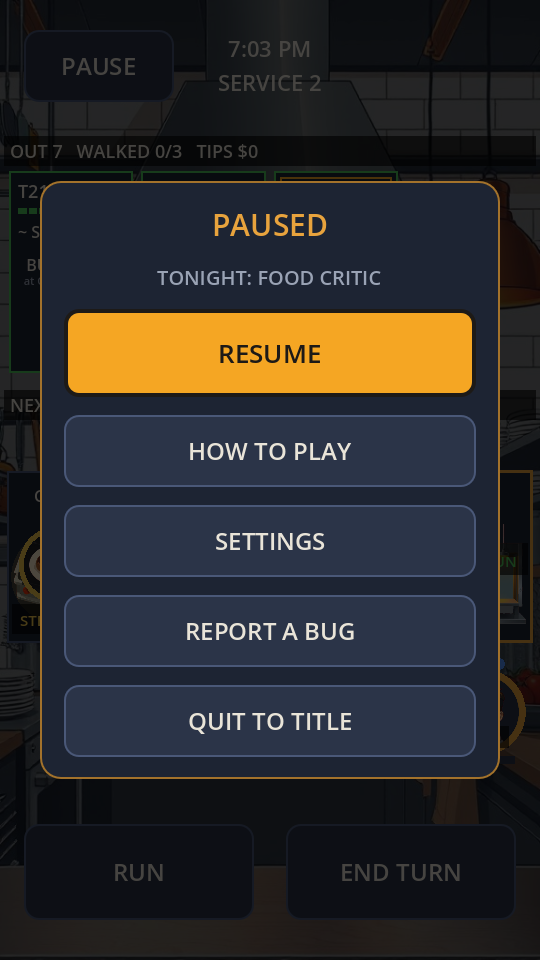 PAUSE
7:03 PM
SERVICE 2
OUT 7 WALKED 0/3 TIPS $0
PAUSED
TONIGHT: FOOD CRITIC
RESUME
HOW TO PLAY
SETTINGS
REPORT A BUG
QUIT TO TITLE
RUN
END TURN